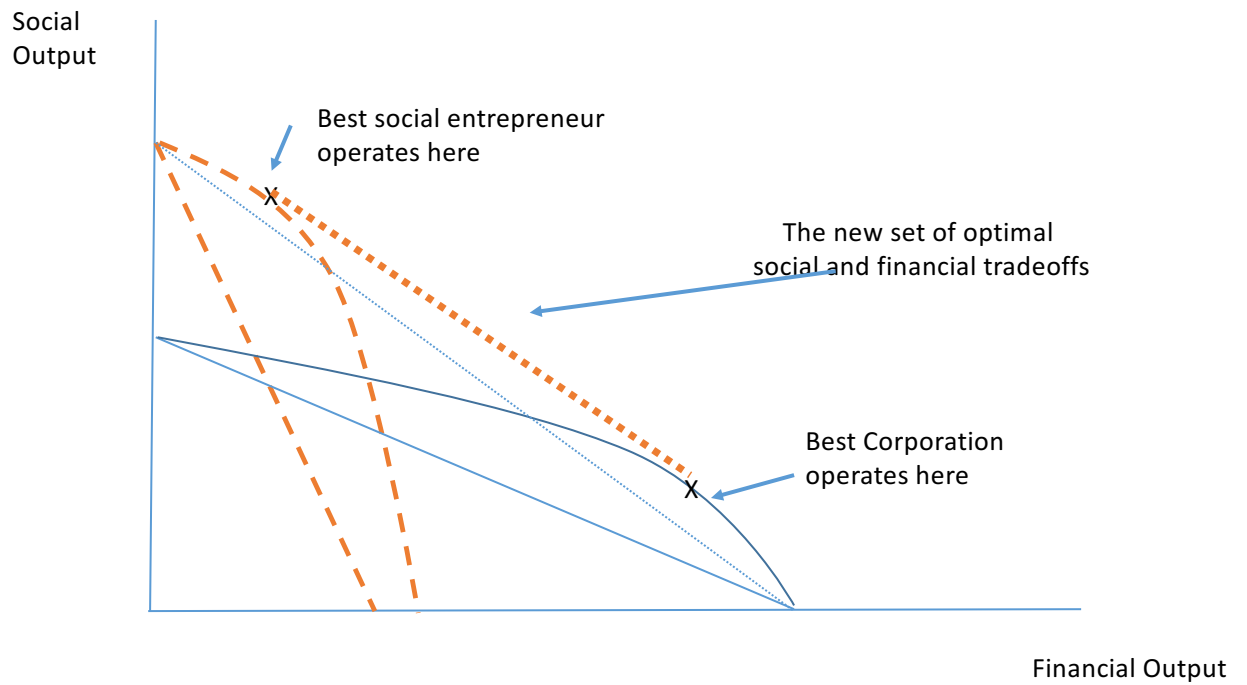 Social
Output
Best social entrepreneur
operates here
X
The new set of optimal
social and financial tradeoffs
Best Corporation
operates here
X
Financial Output